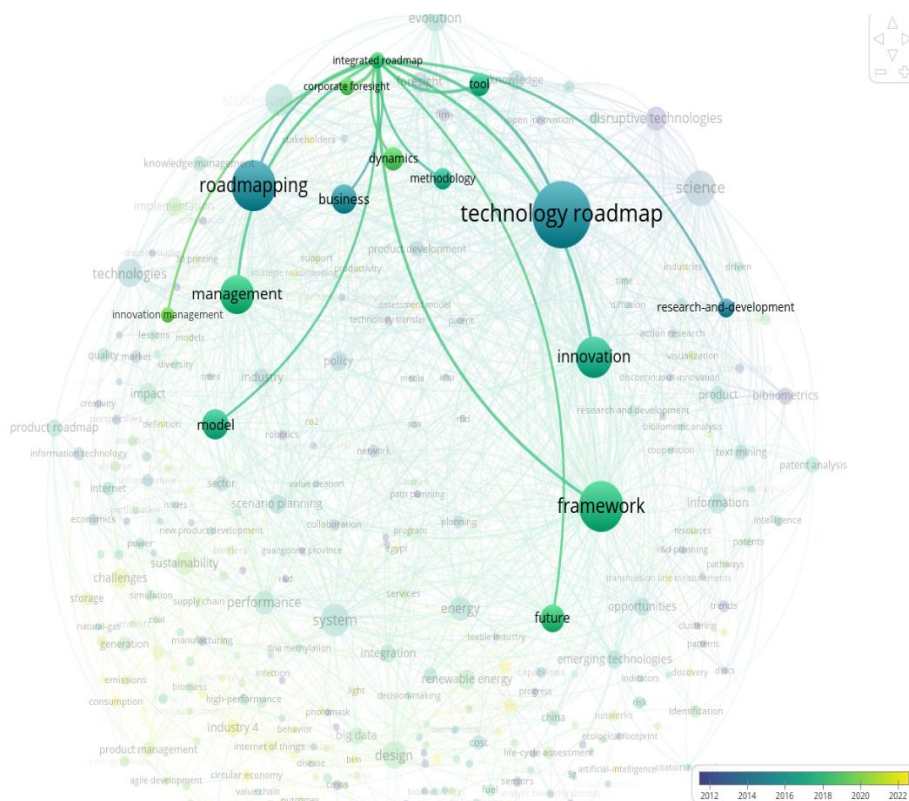 evolution
integrated roadmap
corporate foresight
foresight
tool
knowledge
firm
open innovation
disruptive technologies
stakeholders
dynamics
knowledge management
methodology
roadmapping
business
science
technology roadmap
implementation
product development
technologies
3d printing
support
productivity
strategic roadmapping
industries
driven
time
management
assessment model
diffusion
research-and-development
innovation management
technology transfer
patent
action research
lessons
models
visualization
quality
market
diversity
policy
innovation
discontinuous innovation
smes
industry
media
creativity
impact
product
bibliometrics
research and development
definition
model
co2
rfid
bibliometric analysis
product roadmap
robotics
cooperation
information technology
network
text mining
patent analysis
internet
sector
value creation
path planning
issues
scenario planning
framework
information
economics
collaboration
planning
intelligence
new product development
program
resources
power
guangdong province
egypt
r&d planning
patents
sustainability
pathways
challenges
simulation
supply chain
performance
storage
energy
opportunities
trends
natural-gas
coal
system
future
clustering
manufacturing
textile industry
patterns
generation
dna methylation
integration
emerging technologies
emissions
infection
capabilities
indicators
discovery
biomass
renewable energy
light
decision-making
progress
risk
identification
consumption
high-performance
photomask
china
networks
industry 4
behavior
ecological footprint
product management
internet of things
big data
cost
design
life-cycle assessment
disease
bim
circular economy
fuel
sensors
5g
artificial-intelligence
agile development
value chain
2012
2014
2016
2018
2020
2022